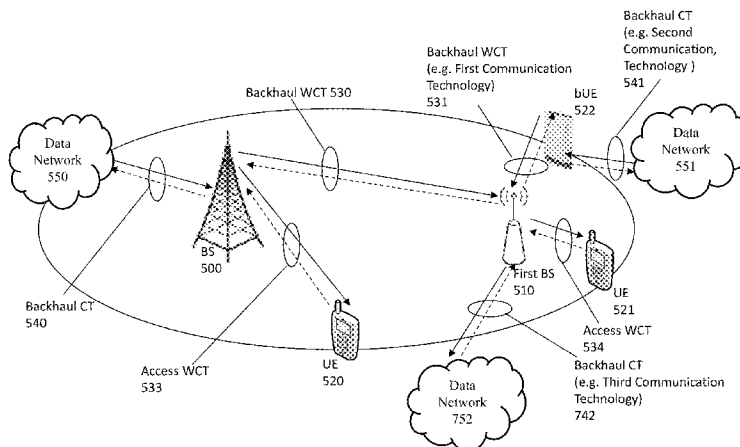 Backhaul CT
(e.g. Second
Communication,
Technology )
541
Backhaul WCT
(e.g. First Communication
Technology)
531
bUE
522
Backhaul WCT 530
Data
Network
550
Data
Network
551
BS
500
First BS
510
UE
521
Backhaul CT
540
Access WCT
533
UE
520
Access WCT
534
Data
Network
752
Backhaul CT
(e.g. Third Communication
Technology)
742